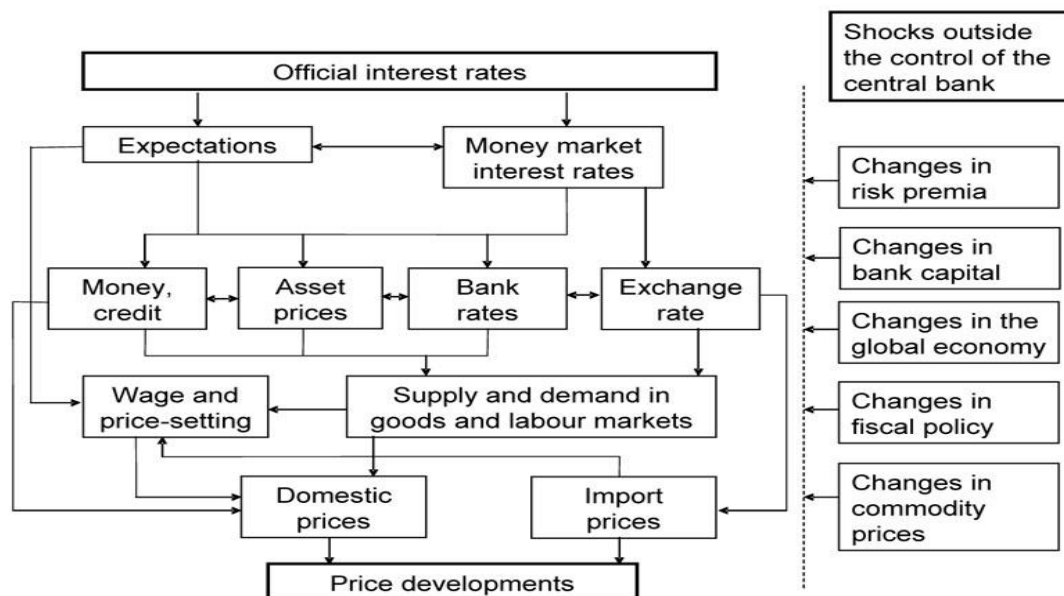 Official interest rates
Shocks outside
the control of the
central bank
Expectations
Money market
interest rates
Changes in
risk premia
Money,
credit
Asset
prices
Bank
rates
Exchange
rate
Changes in
bank capital
Changes in the
global economy
Wage and
price-setting
Supply and demand in
goods and labour markets
Changes in
fiscal policy
Domestic
prices
Import
prices
Changes in
commodity
prices
Price developments